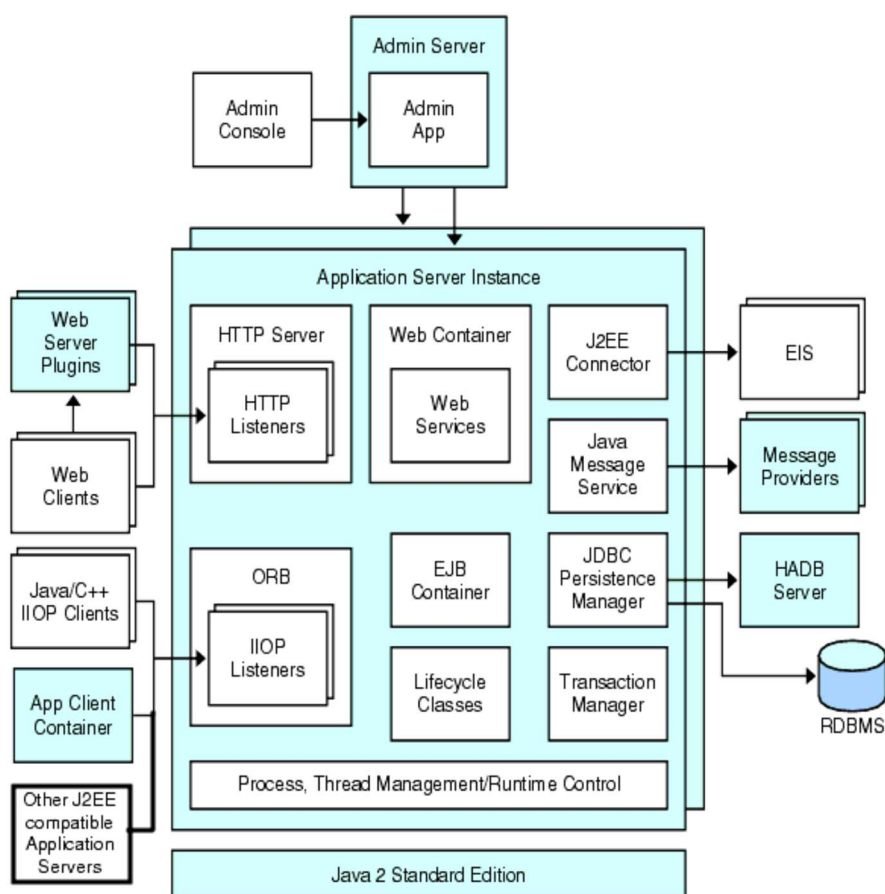 Admin Server
Admin
Console
Admin
App
Application Server Instance
Web
Server
Plugins
HTTP Server
HTTP
Listeners
Web Container
Web
Services
J2EE
Connector
EIS
Web
Clients
Java
Message
Service
Message
Providers
Java/C++
IIOP Clients
ORB
IIOP
Listeners
EJB
Container
JDBC
Persistence
Manager
HADB
Server
App Client
Container
Lifecycle
Classes
Transaction
Manager
RDBMS
Other J2EE
compatible
Application
Servers
Process, Thread Management/Runtime Control
Java 2 Standard Edition